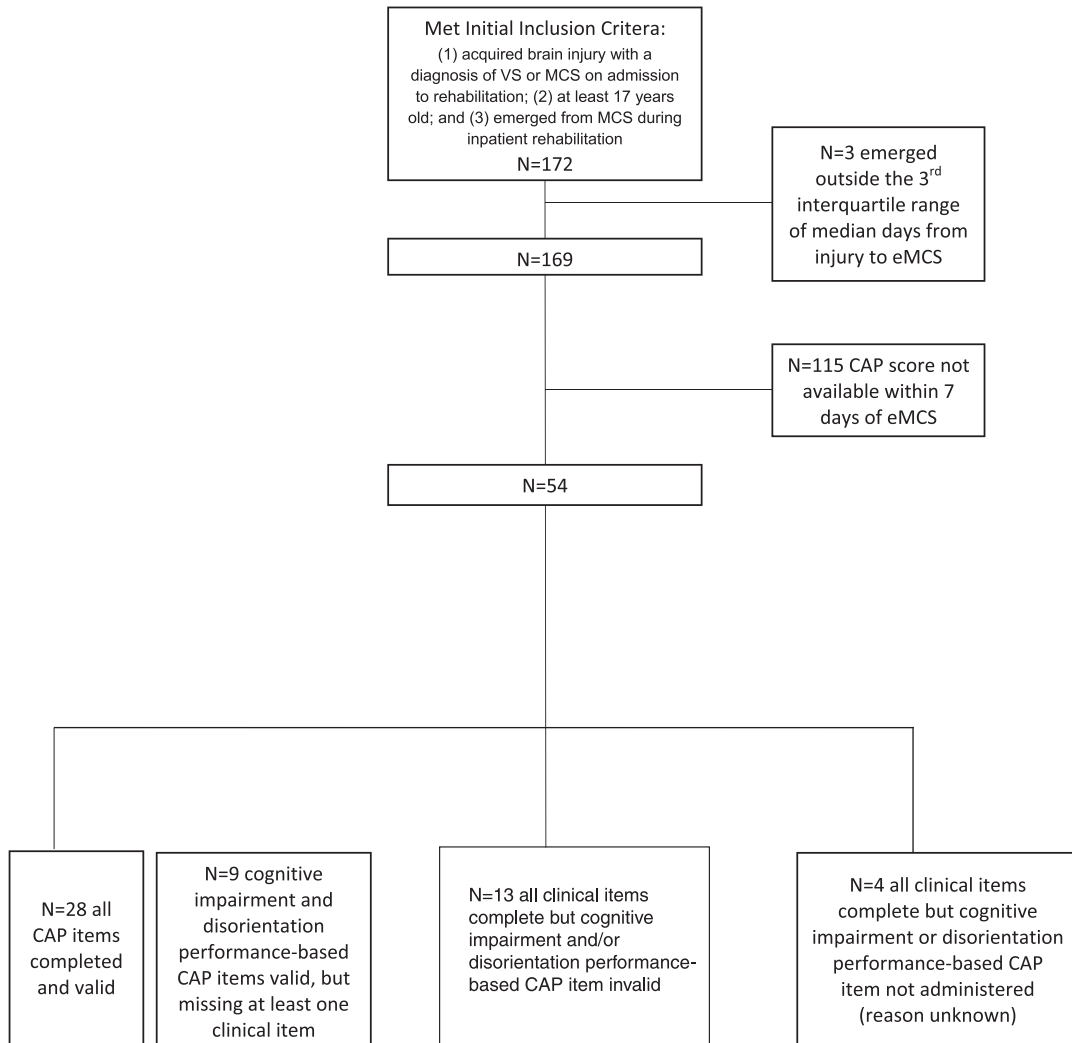 Met Initial Inclusion Critera:
(1) acquired brain injury with a
diagnosis of VS or MCS on admission
to rehabilitation; (2) at least 17 years
old; and (3) emerged from MCS during
inpatient rehabilitation
N=172
N=3 emerged
outside the 3rd
interquartile range
of median days from
injury to eMCS
N=169
N=115 CAP score not
available within 7
days of eMCS
N=54
N=28 all
CAP items
completed
and valid
N=9 cognitive
impairment and
disorientation
performance-based
CAP items valid, but
missing at least one
clinical item
N=13 all clinical items
complete but cognitive
impairment and/or
disorientation performance-
based CAP item invalid
N=4 all clinical items
complete but cognitive
impairment or disorientation
performance-based CAP
item not administered
(reason unknown)